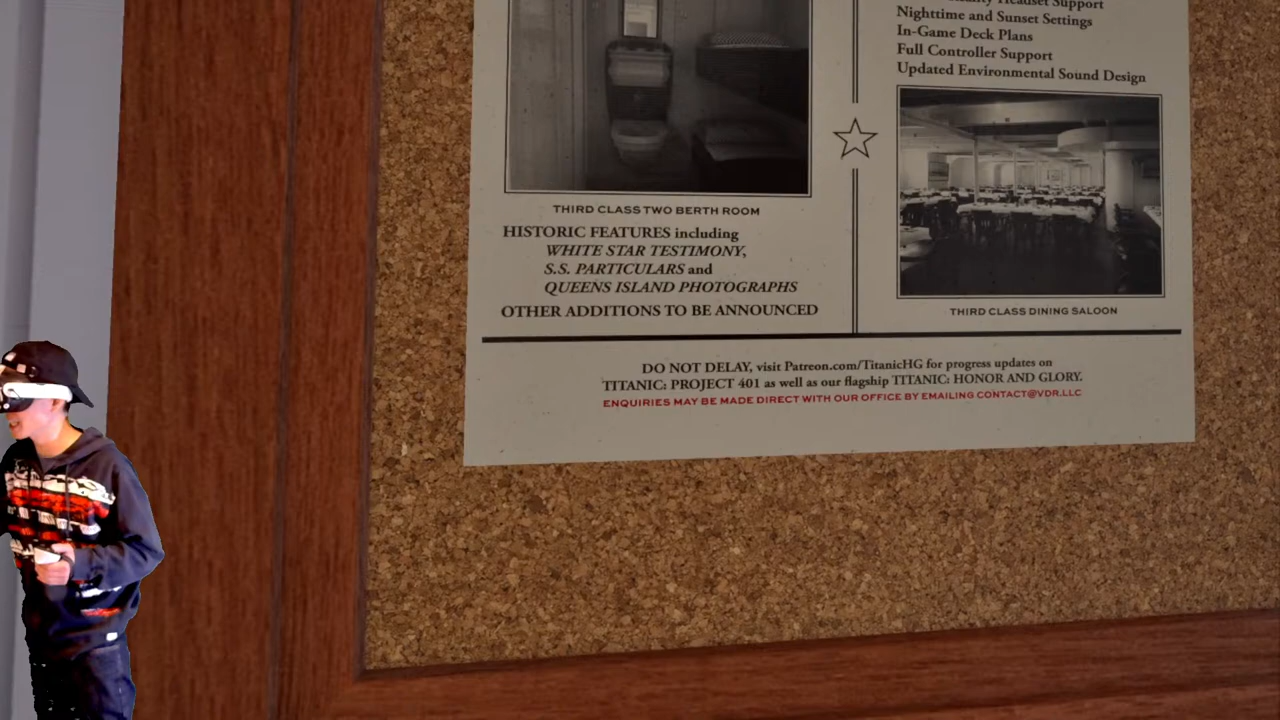 THIRD CLASS TWO BERTH ROOM
HISTORIC FEATURES including
WHITE STAR TESTIMONY,
S.S. PARTICULARS and
QUEENS ISLAND PHOTOGRAPHS
OTHER ADDITIONS TO BE ANNOUNCED
Headset Support
Nighttime and Sunset Settings
In-Game Deck Plans
Full Controller Support
Updated Environmental Sound Design
THIRD CLASS DINING SALOON
DO NOT DELAY, visit Patreon.com/TitanicHG for progress updates on
TITANIC: PROJECT 401 as well as our flagship TITANIC: HONOR AND GLORY.
ENQUIRIES MAY BE MADE DIRECT WITH OUR OFFICE BY EMAILING CONTACT@VDR.LLC